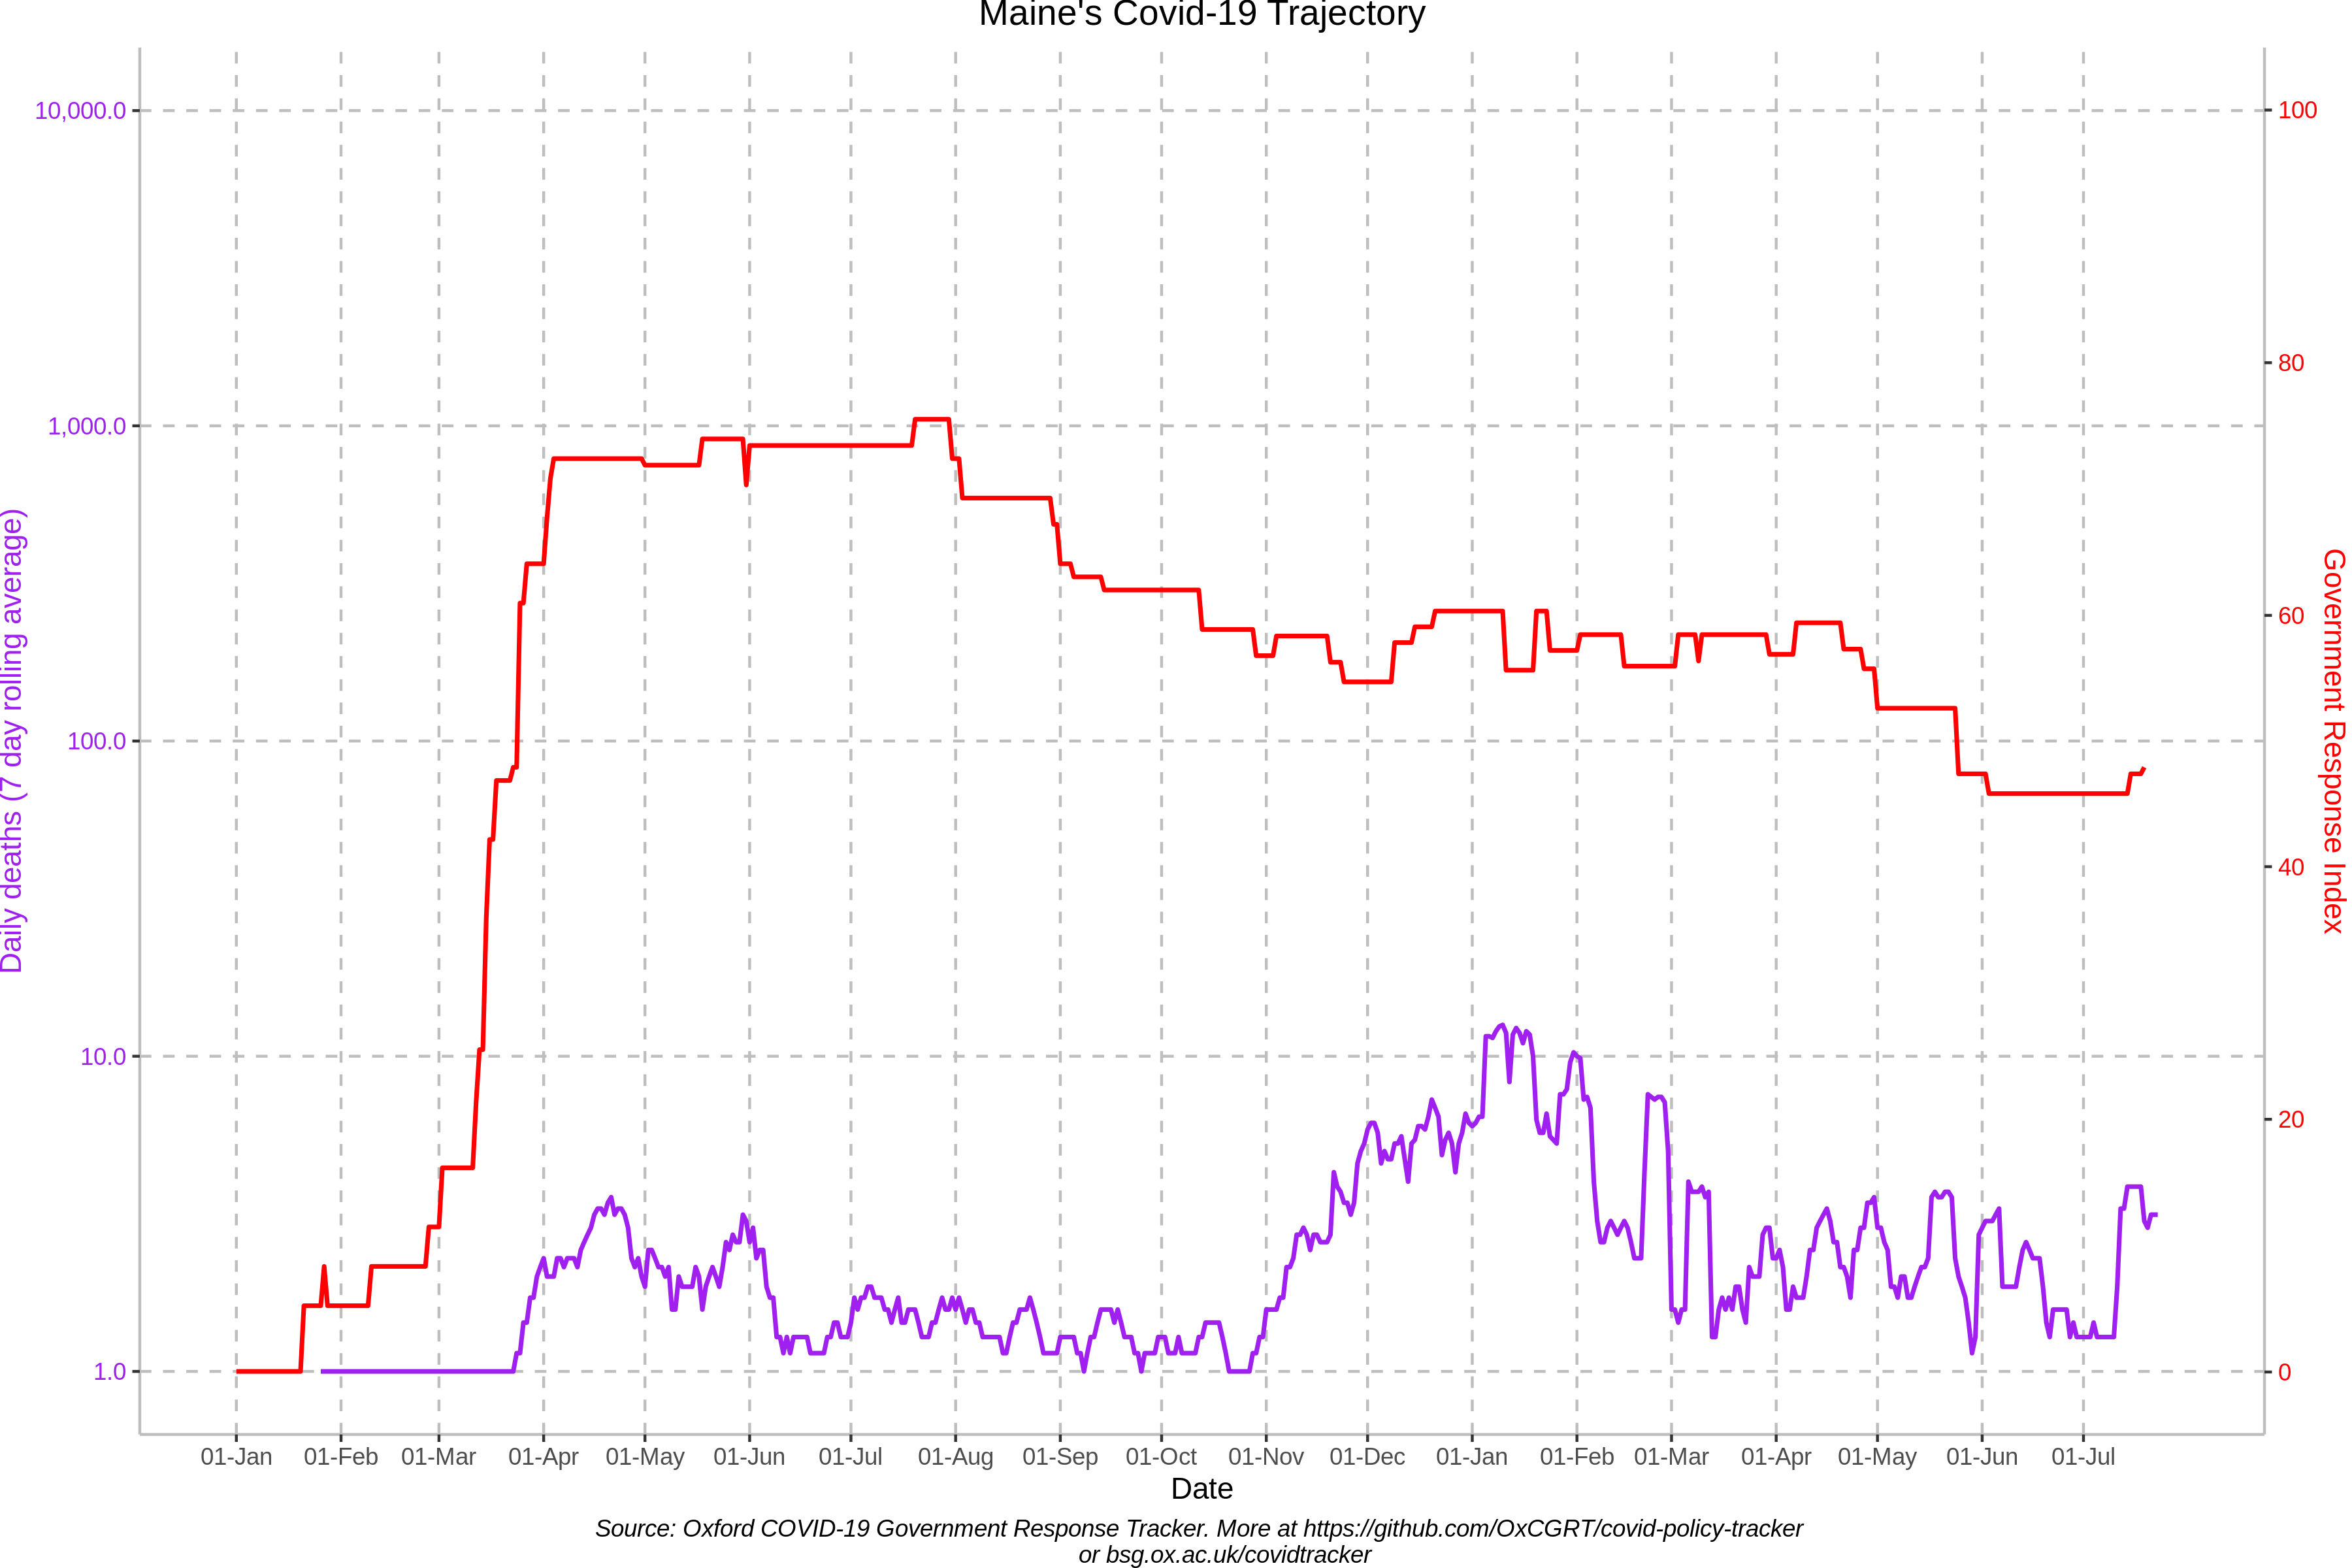 Maine's Covid-19 Trajectory
10,000.0
1,000.0
100.0
10.0
1.0
Daily deaths (7 day rolling average)
100
80
60
40
20
0
Government Response Index
01-Jan 01-Feb 01-Mar 01-Apr 01-May 01-Jun 01-Jul 01-Aug 01-Sep 01-Oct 01-Nov 01-Dec 01-Jan 01-Feb 01-Mar 01-Apr 01-May 01-Jun 01-Jul
Date
Source: Oxford COVID-19 Government Response Tracker. More at https://github.com/OxCGRT/covid-policy-tracker
or bsg.ox.ac.uk/covidtracker